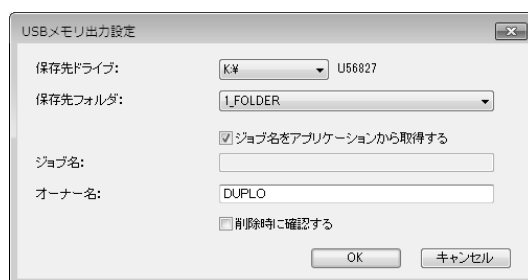 USBメモリ出力設定
保存先ドライブ: K:¥ U56827
保存先フォルダ: 1_FOLDER
ジョブ名をアプリケーションから取得する
ジョブ名:
オーナー名: DUPLO
削除時に確認する
OK キャンセル